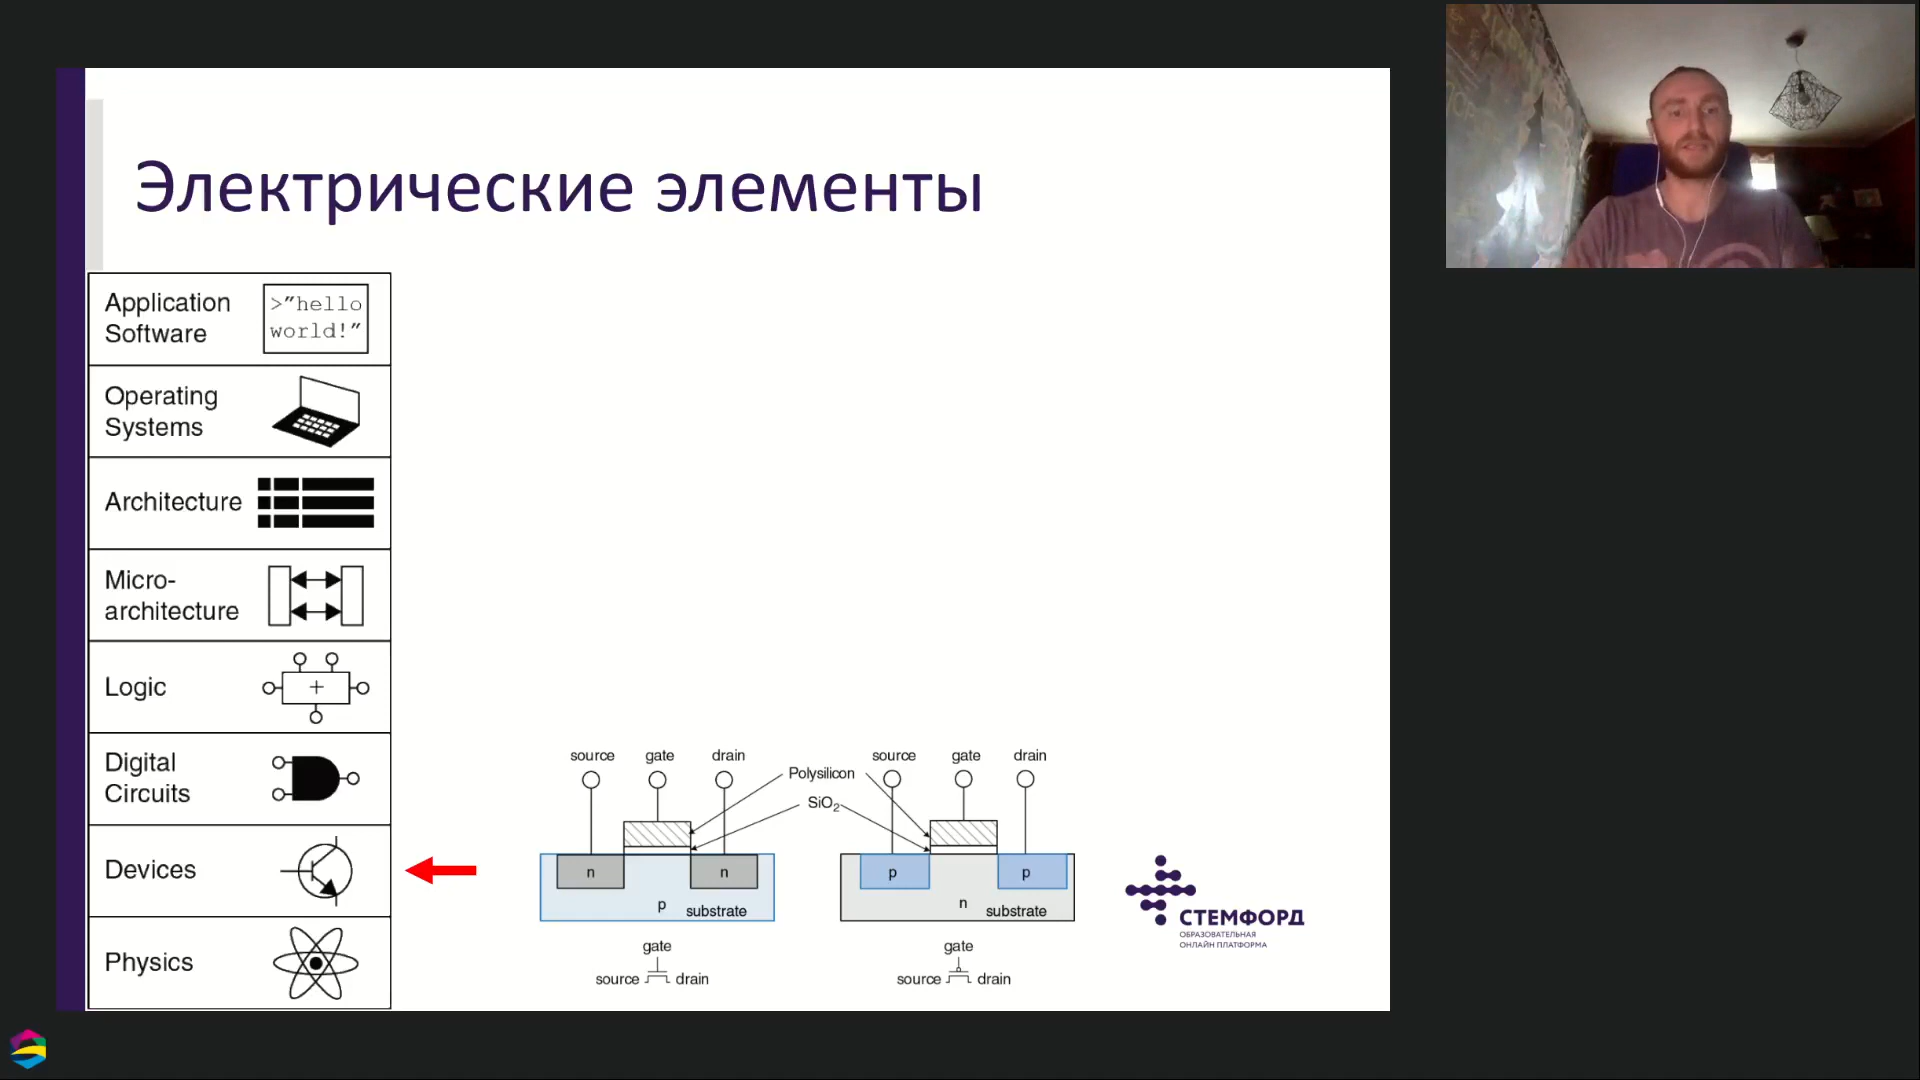 Электрические элементы
Application
Software
>"hello
world!"
Operating
Systems
Architecture
Micro-
architecture
Logic
+
Digital
Circuits
Devices
Physics
source gate drain
Polysilicon
SiO2
source gate drain
n n
p substrate
gate
source drain
p p
n substrate
gate
source drain
СТЕМФОРД
ОБРАЗОВАТЕЛЬНАЯ
ОНЛАЙН ПЛАТФОРМА